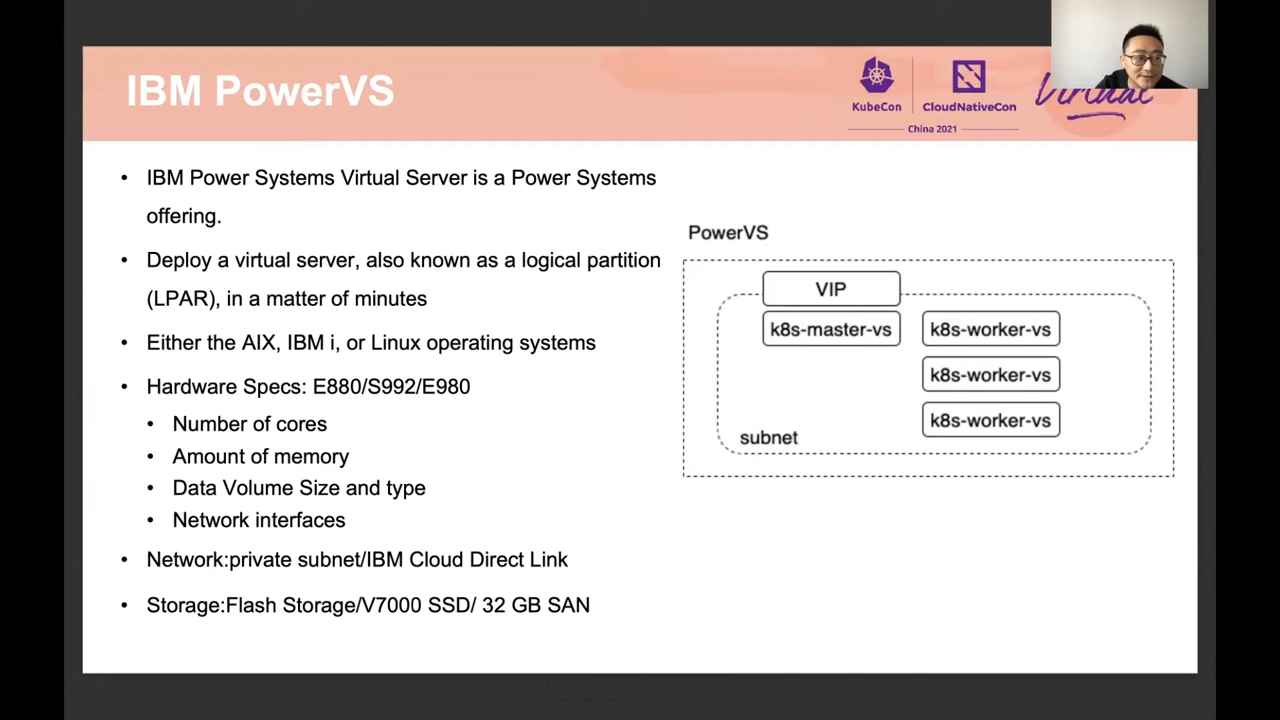 IBM PowerVS
KubeCon
CloudNativeCon
China 2021
Virtual
• IBM Power Systems Virtual Server is a Power Systems
offering.
• Deploy a virtual server, also known as a logical partition
(LPAR), in a matter of minutes
• Either the AIX, IBM i, or Linux operating systems
• Hardware Specs: E880/S992/E980
• Number of cores
• Amount of memory
• Data Volume Size and type
• Network interfaces
• Network:private subnet/IBM Cloud Direct Link
• Storage:Flash Storage/V7000 SSD/ 32 GB SAN
PowerVS
VIP
k8s-master-vs
k8s-worker-vs
k8s-worker-vs
k8s-worker-vs
subnet